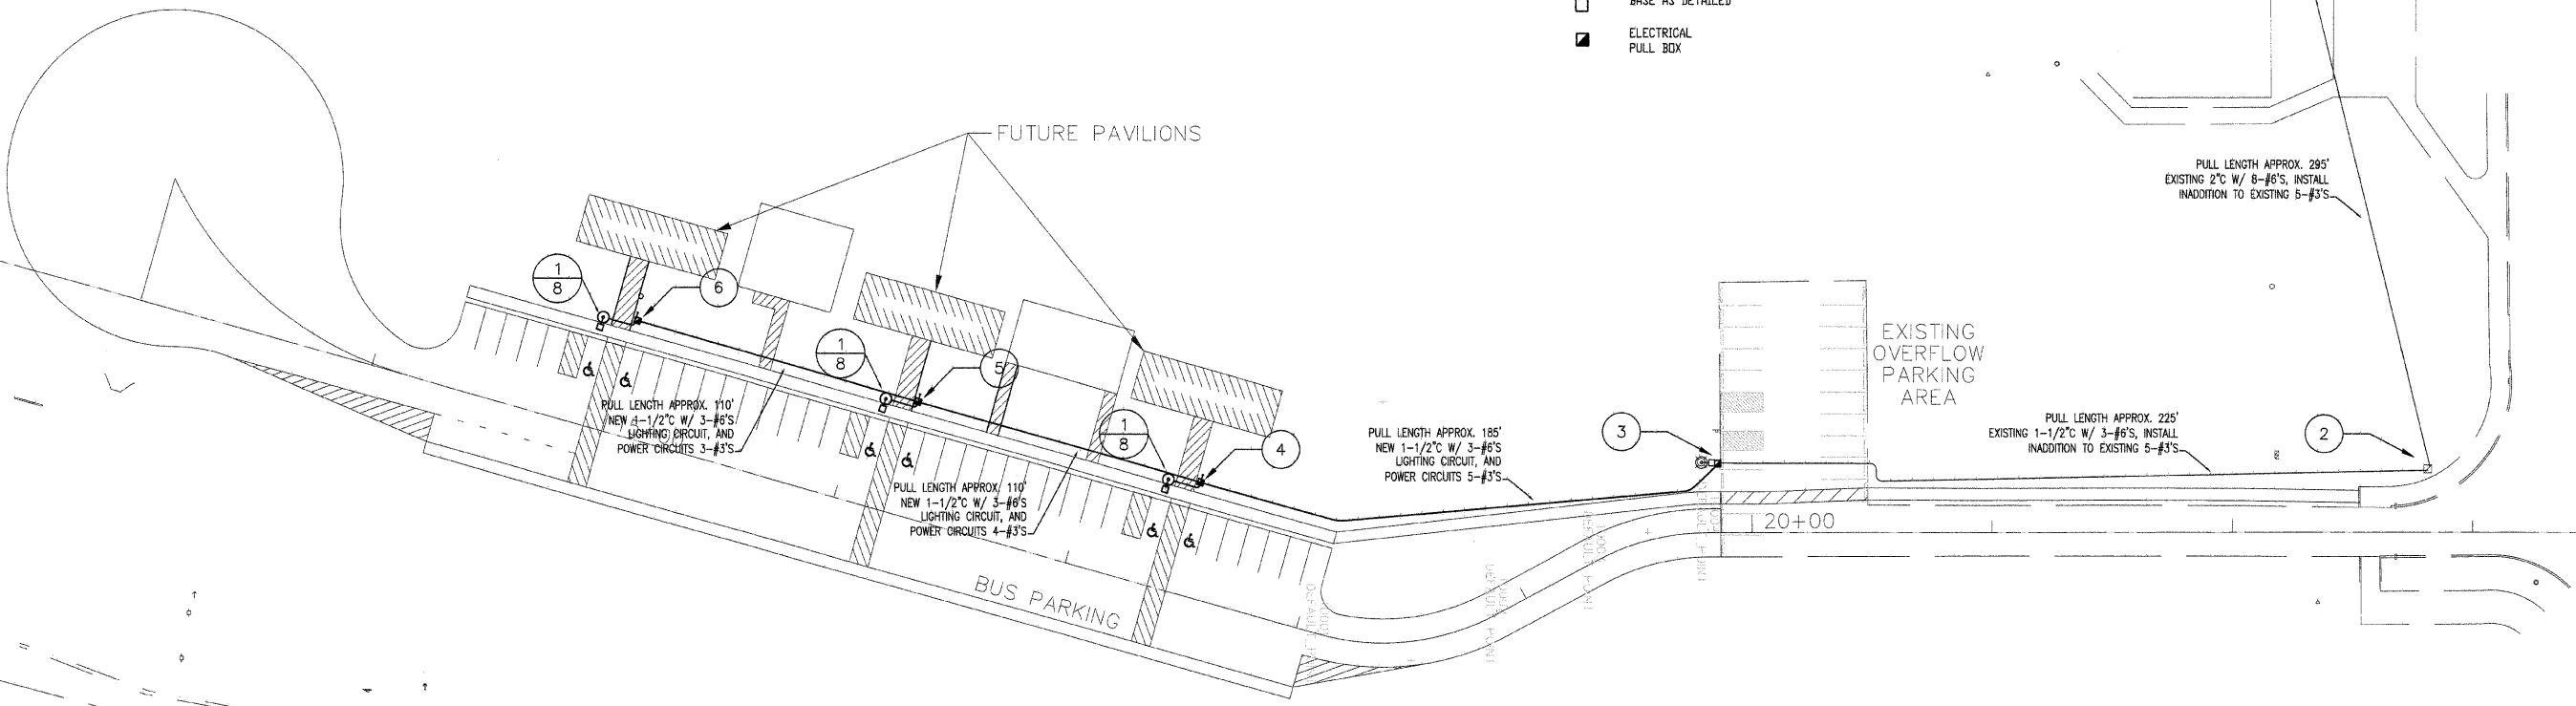 BASE AS DETAILED
ELECTRICAL
PULL BOX
FUTURE PAVILIONS
PULL LENGTH APPROX. 295'
EXISTING 2"C W/ 8-#6'S, INSTALL
INADDITION TO EXISTING 5-#3'S
1
8
6
1
8
5
EXISTING
OVERFLOW
PARKING
AREA
PULL LENGTH APPROX. 110'
NEW 1-1/2"C W/ 3-#6'S
LIGHTING CIRCUIT, AND
POWER CIRCUITS 3-#3'S
1
8
4
PULL LENGTH APPROX. 185'
NEW 1-1/2"C W/ 3-#6'S
LIGHTING CIRCUIT, AND
POWER CIRCUITS 5-#3'S
3
PULL LENGTH APPROX. 225'
EXISTING 1-1/2"C W/ 3-#6'S, INSTALL
INADDITION TO EXISTING 5-#3'S
2
PULL LENGTH APPROX. 110'
NEW 1-1/2"C W/ 3-#6'S
LIGHTING CIRCUIT, AND
POWER CIRCUITS 4-#3'S
20+00
BUS PARKING